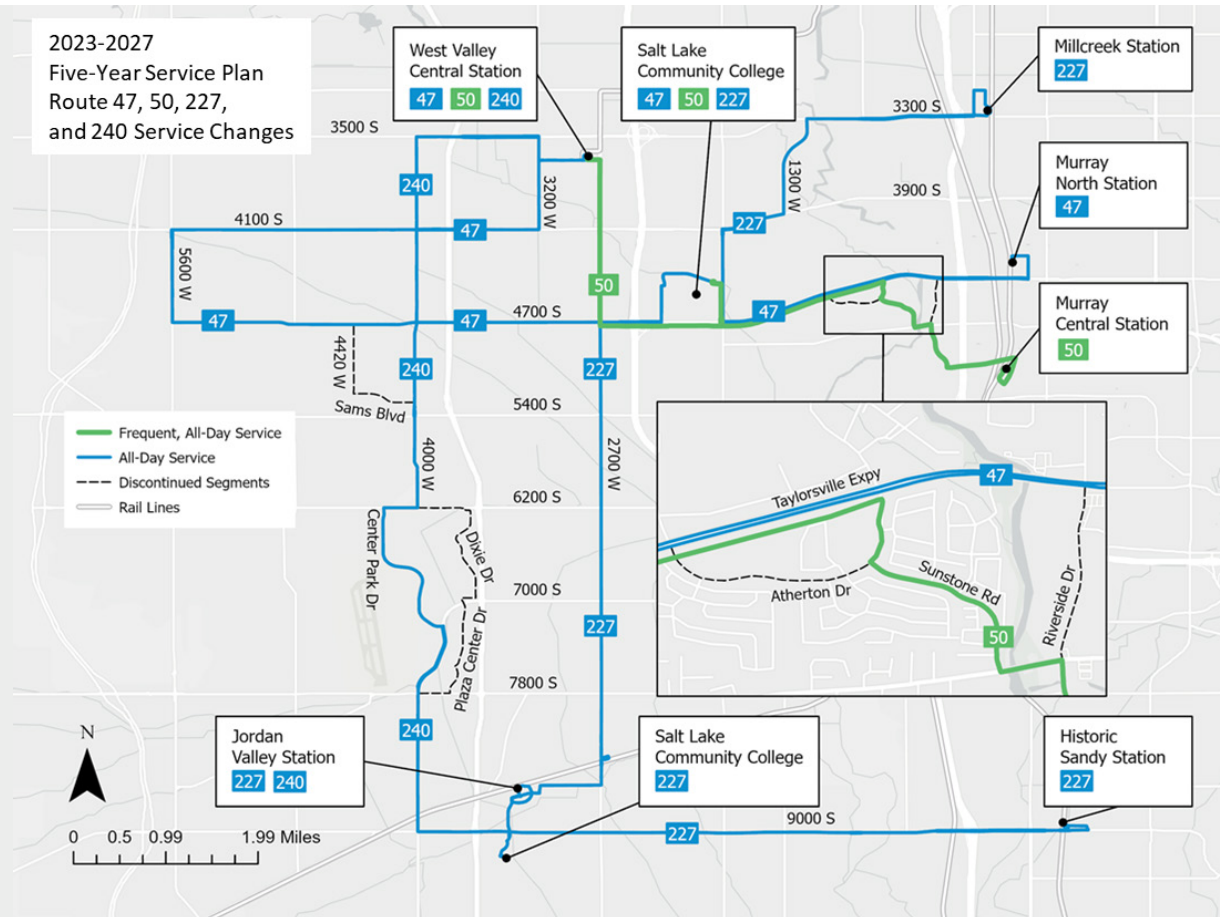 2023-2027
Five-Year Service Plan
Route 47, 50, 227,
and 240 Service Changes
West Valley
Central Station
47 50 240
Salt Lake
Community College
47 50 227
Millcreek Station
227
3300 S
3500 S
Murray
North Station
47
240
3200 W
1300 W
3900 S
4100 S
47
227
5600 W
50
Murray
Central Station
50
47
47
4700 S
47
4420 W
240
227
Sams Blvd
5400 S
Frequent, All-Day Service
All-Day Service
Discontinued Segments
Rail Lines
4000 W
2700 W
Taylorsville Expy
47
6200 S
Center Park Dr
Dixie Dr
Atherton Dr
Sunstone Rd
Riverside Dr
7000 S
227
50
Plaza Center Dr
7800 S
240
N
Jordan
Valley Station
227 240
Salt Lake
Community College
227
Historic
Sandy Station
227
9000 S
227
0 0.5 0.99 1.99 Miles